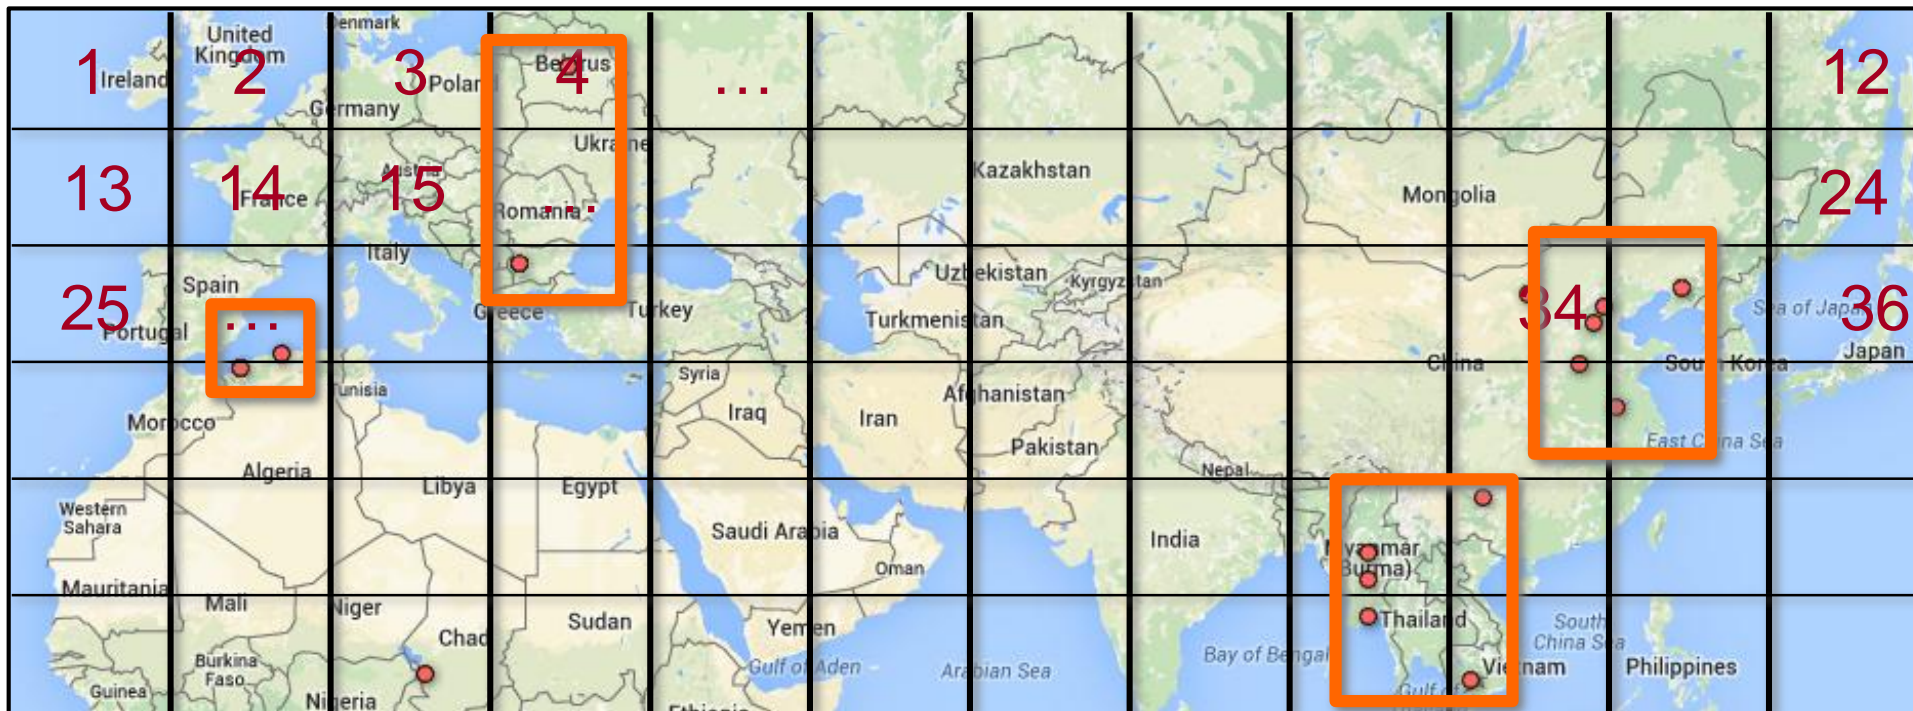 Denmark
United
Kingdom
1
Ireland
2
3
Poland
Belarus
4
...
12
Germany
Ukraine
13
14
France
Austria
15
Romania
...
Kazakhstan
Mongolia
24
Italy
Spain
Uzbekistan
Kyrgyzstan
25
Portugal
...
Greece
Turkey
Turkmenistan
34
Sea of Japan
36
Japan
China
South Korea
Tunisia
Syria
Afghanistan
Morocco
Iraq
Iran
Pakistan
East China Sea
Algeria
Libya
Egypt
Nepal
Western
Sahara
Saudi Arabia
India
Myanmar
(Burma)
Oman
Mauritania
Mali
Niger
Sudan
Yemen
Thailand
South
China Sea
Chad
Burkina
Faso
Gulf of Aden
Arabian Sea
Bay of Bengal
Vietnam
Philippines
Guinea
Nigeria
Gulf of
Ethiopia